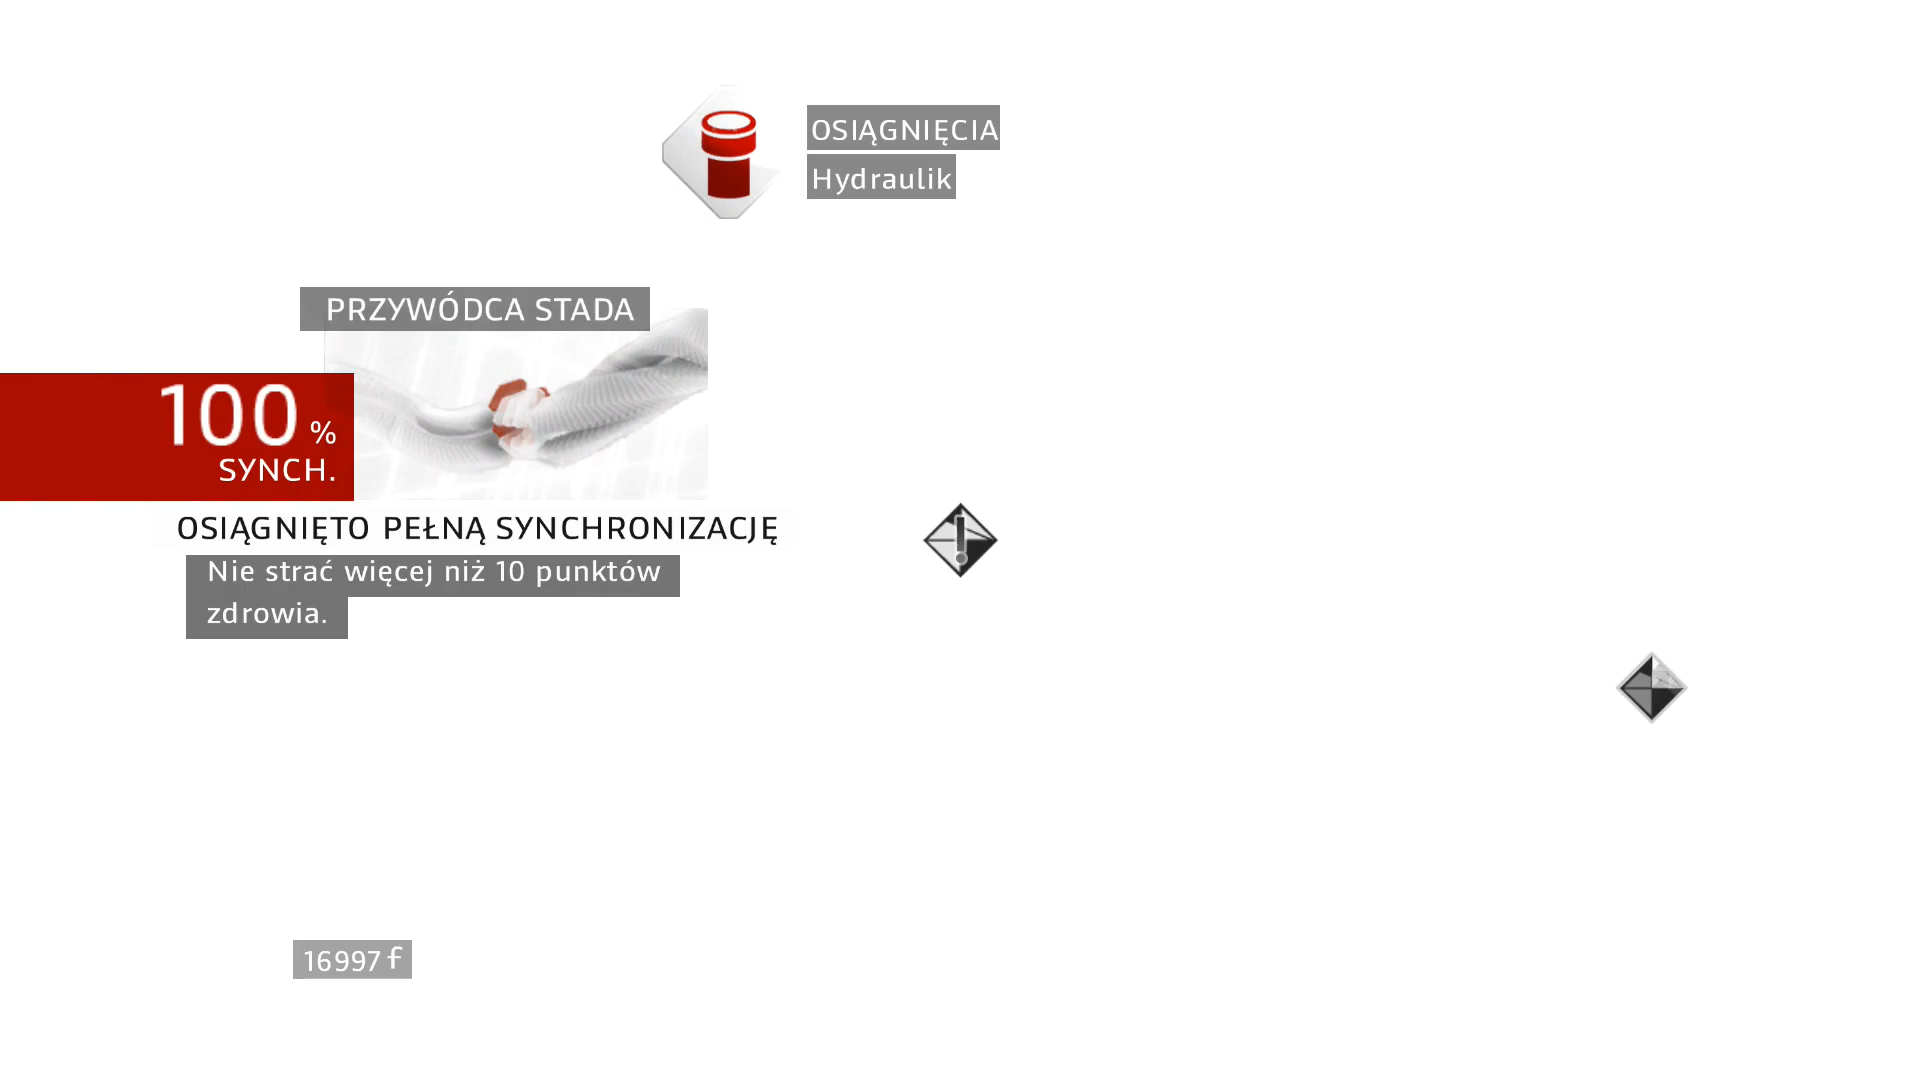 OSIĄGNIĘCIA
Hydraulik
PRZYWÓDCA STADA
100 %
SYNCH.
OSIĄGNIĘTO PEŁNĄ SYNCHRONIZACJĘ
Nie strać więcej niż 10 punktów
zdrowia.
16997 f